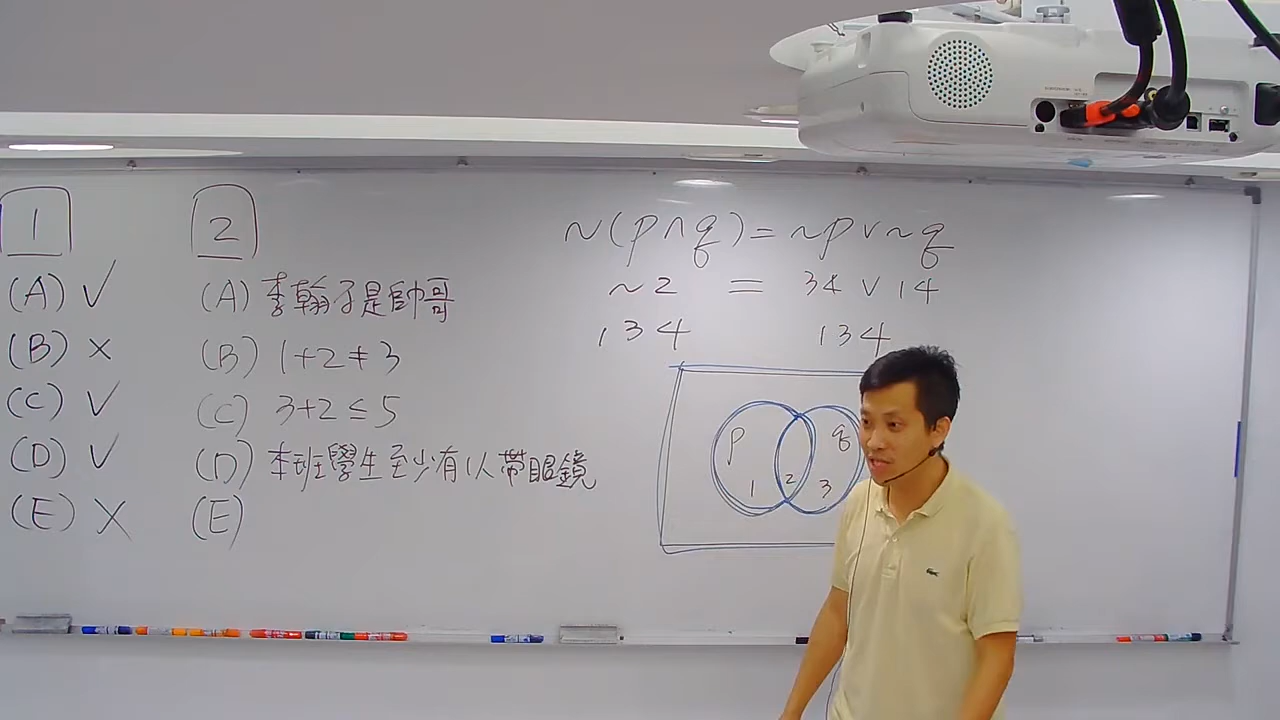 1
(A) ✓
(B) ×
(C) ✓
(D) ✓
(E) ×
2
(A) 李翰子是帥哥
(B) 1+2≠3
(C) 3+2≤5
(D) 本班學生至少有1人帶眼鏡
(E)
~(p∧q)=~p∨~q
~2 = 34∨14
134 134
p q
1 2 3